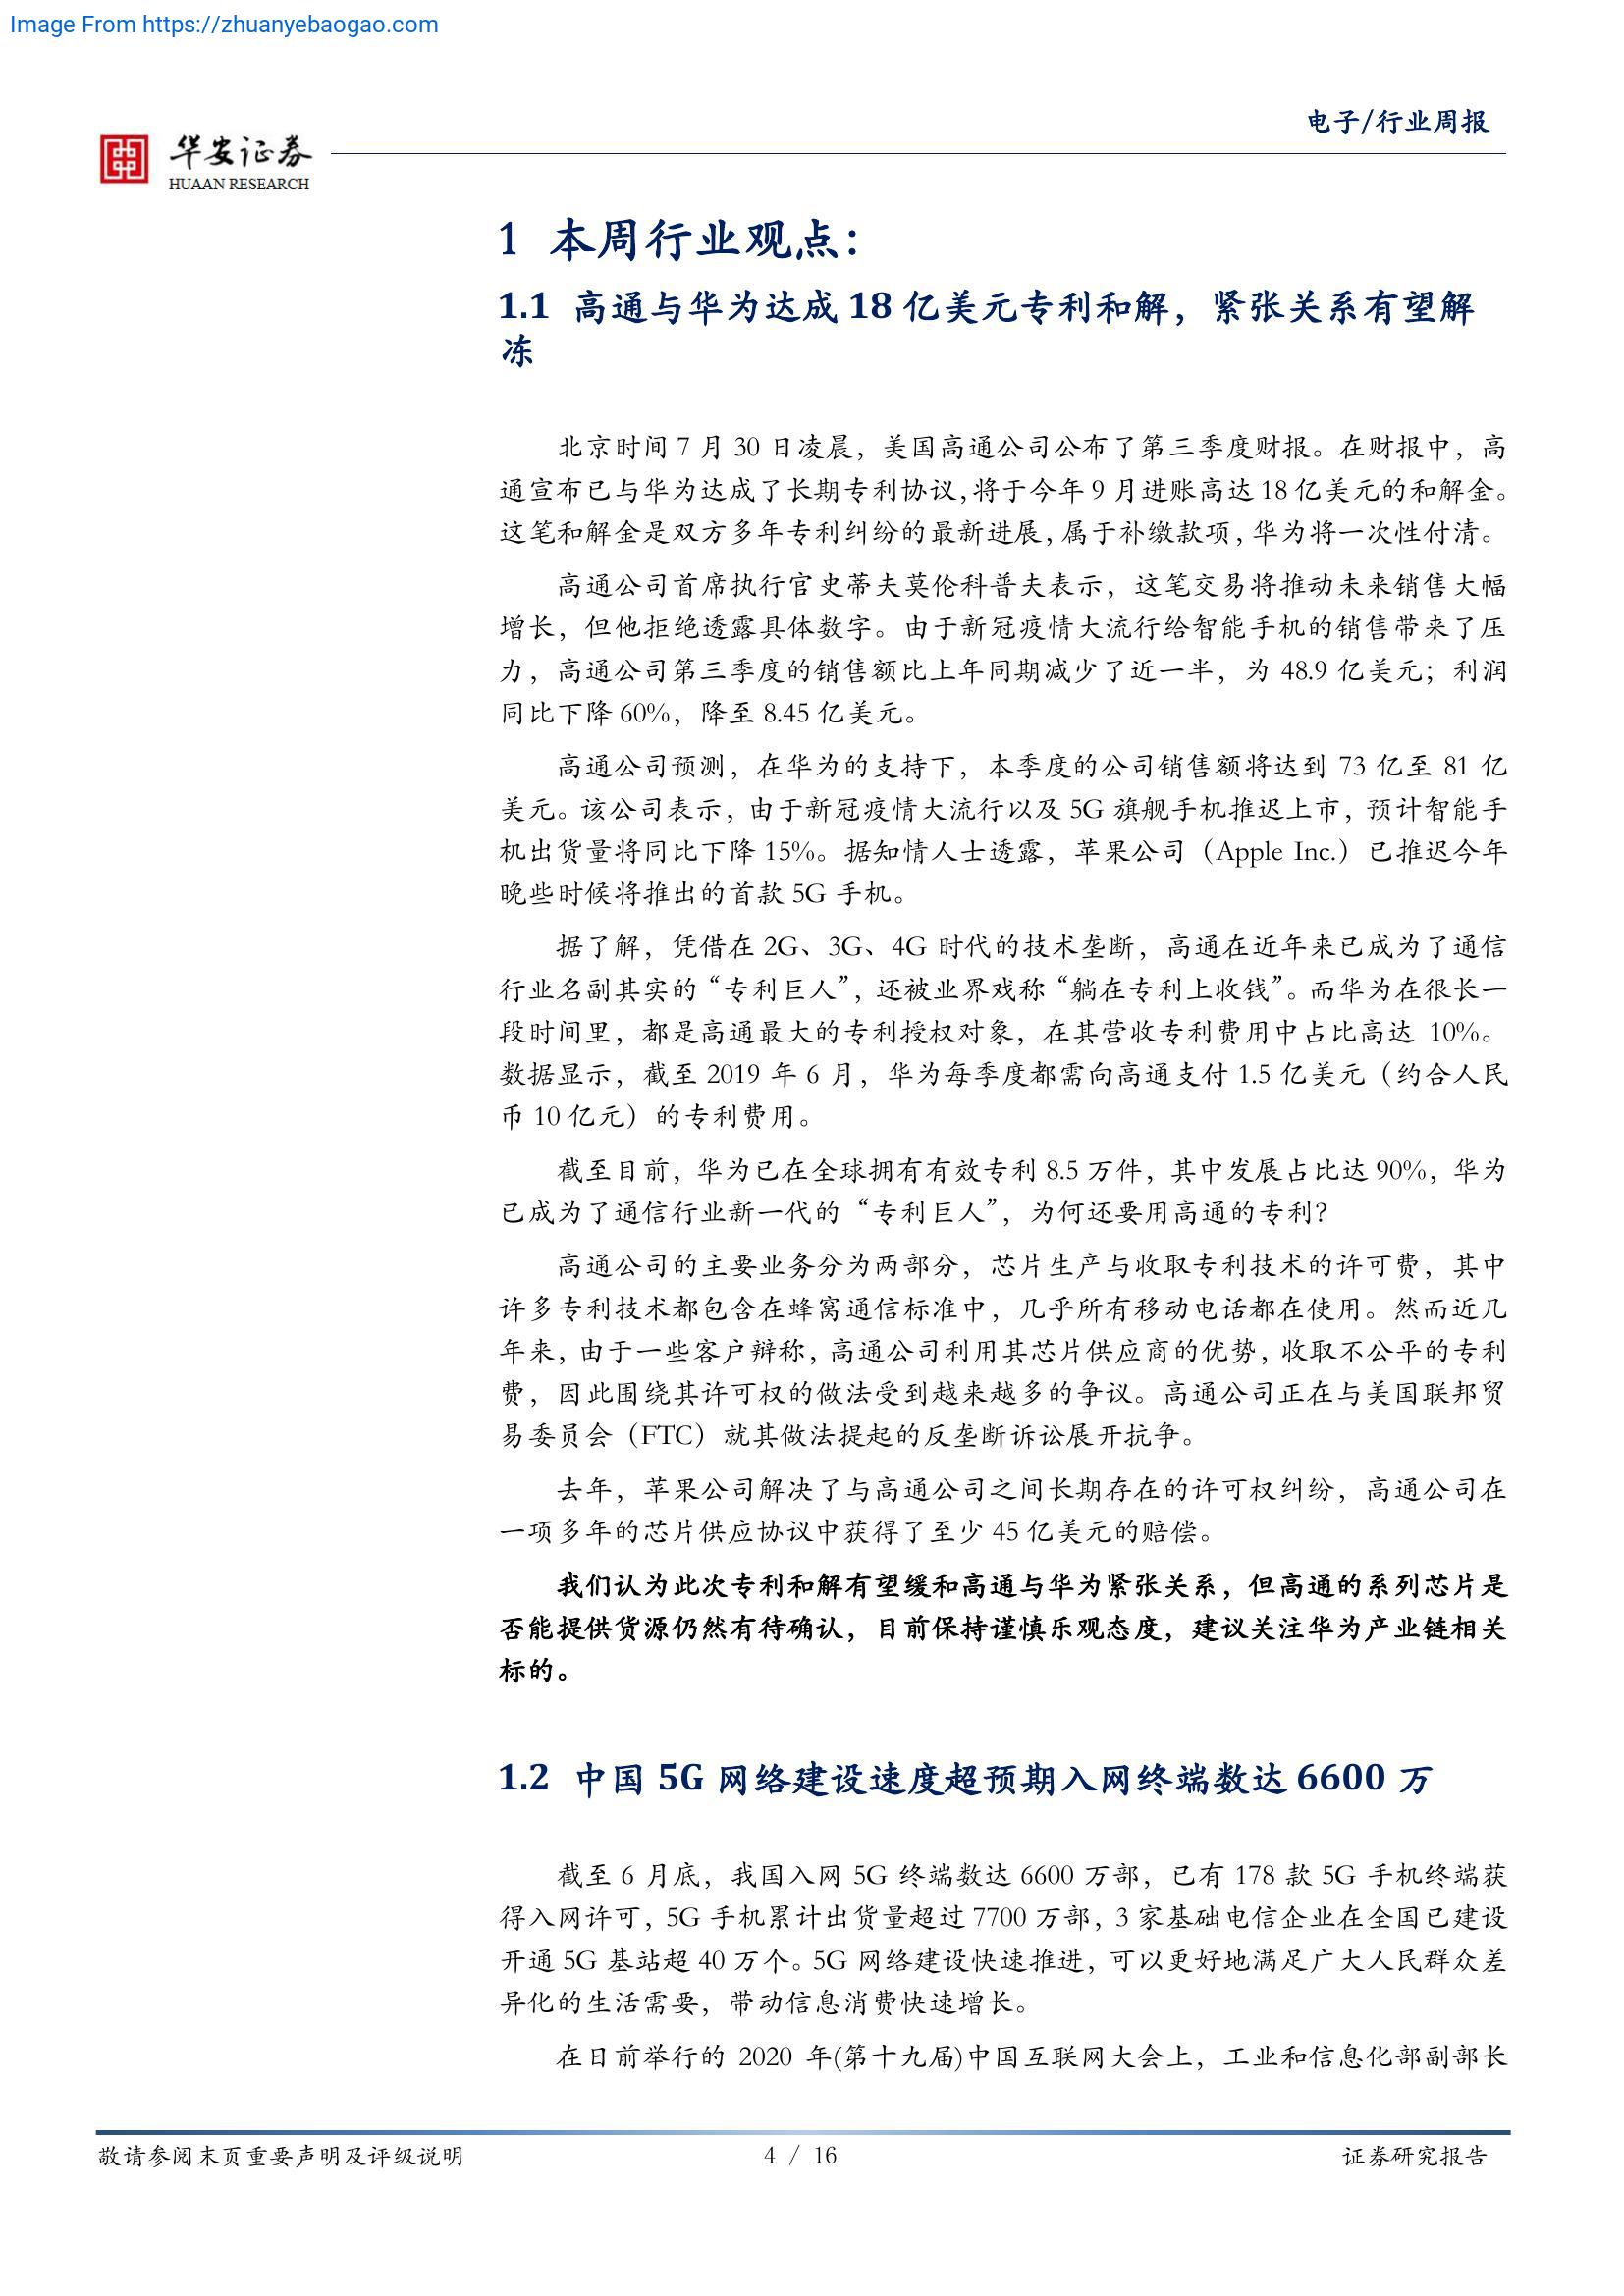 Image From https://zhuanyebaogao.com
电子/行业周报
华安证券
HUAAN RESEARCH
1 本周行业观点：
1.1 高通与华为达成 18 亿美元专利和解，紧张关系有望解
冻
北京时间 7 月 30 日凌晨，美国高通公司公布了第三季度财报。在财报中，高
通宣布已与华为达成了长期专利协议，将于今年 9 月进账高达 18 亿美元的和解金。
这笔和解金是双方多年专利纠纷的最新进展，属于补缴款项，华为将一次性付清。
高通公司首席执行官史蒂夫莫伦科普夫表示，这笔交易将推动未来销售大幅
增长，但他拒绝透露具体数字。由于新冠疫情大流行给智能手机的销售带来了压
力，高通公司第三季度的销售额比上年同期减少了近一半，为 48.9 亿美元；利润
同比下降 60%，降至 8.45 亿美元。
高通公司预测，在华为的支持下，本季度的公司销售额将达到 73 亿至 81 亿
美元。该公司表示，由于新冠疫情大流行以及 5G 旗舰手机推迟上市，预计智能手
机出货量将同比下降 15%。据知情人士透露，苹果公司（Apple Inc.）已推迟今年
晚些时候将推出的首款 5G 手机。
据了解，凭借在 2G、3G、4G 时代的技术垄断，高通在近年来已成为了通信
行业名副其实的“专利巨人”，还被业界戏称“躺在专利上收钱”。而华为在很长一
段时间里，都是高通最大的专利授权对象，在其营收专利费用中占比高达 10%。
数据显示，截至 2019 年 6 月，华为每季度都需向高通支付 1.5 亿美元（约合人民
币 10 亿元）的专利费用。
截至目前，华为已在全球拥有有效专利 8.5 万件，其中发展占比达 90%，华为
已成为了通信行业新一代的“专利巨人”，为何还要用高通的专利？
高通公司的主要业务分为两部分，芯片生产与收取专利技术的许可费，其中
许多专利技术都包含在蜂窝通信标准中，几乎所有移动电话都在使用。然而近几
年来，由于一些客户辩称，高通公司利用其芯片供应商的优势，收取不公平的专利
费，因此围绕其许可权的做法受到越来越多的争议。高通公司正在与美国联邦贸
易委员会（FTC）就其做法提起的反垄断诉讼展开抗争。
去年，苹果公司解决了与高通公司之间长期存在的许可权纠纷，高通公司在
一项多年的芯片供应协议中获得了至少 45 亿美元的赔偿。
我们认为此次专利和解有望缓和高通与华为紧张关系，但高通的系列芯片是
否能提供货源仍然有待确认，目前保持谨慎乐观态度，建议关注华为产业链相关
标的。
1.2 中国 5G 网络建设速度超预期入网终端数达 6600 万
截至 6 月底，我国入网 5G 终端数达 6600 万部，已有 178 款 5G 手机终端获
得入网许可，5G 手机累计出货量超过 7700 万部，3 家基础电信企业在全国已建设
开通 5G 基站超 40 万个。5G 网络建设快速推进，可以更好地满足广大人民群众差
异化的生活需要，带动信息消费快速增长。
在日前举行的 2020 年(第十九届)中国互联网大会上，工业和信息化部副部长
敬请参阅末页重要声明及评级说明
4 / 16
证券研究报告